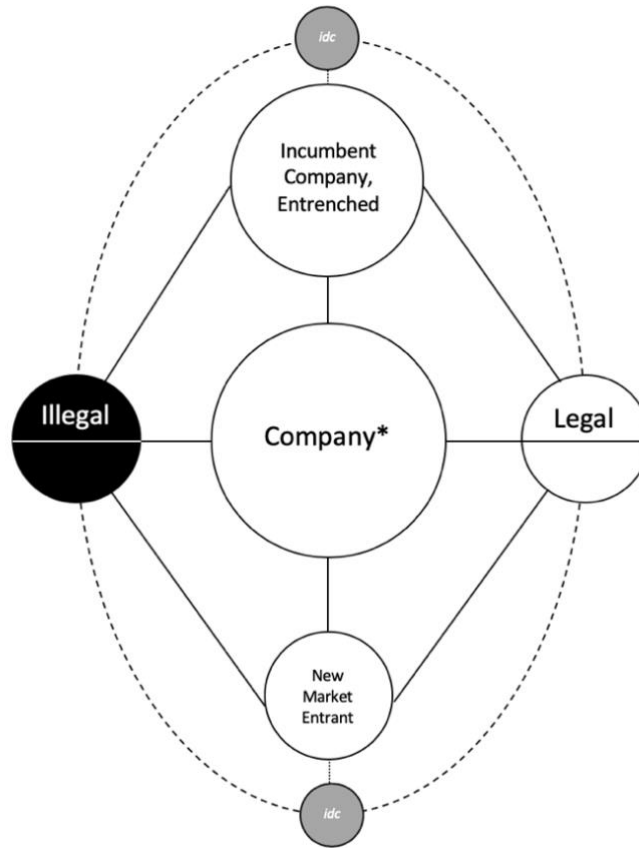 idc
Incumbent
Company,
Entrenched
Illegal
Company*
Legal
New
Market
Entrant
idc